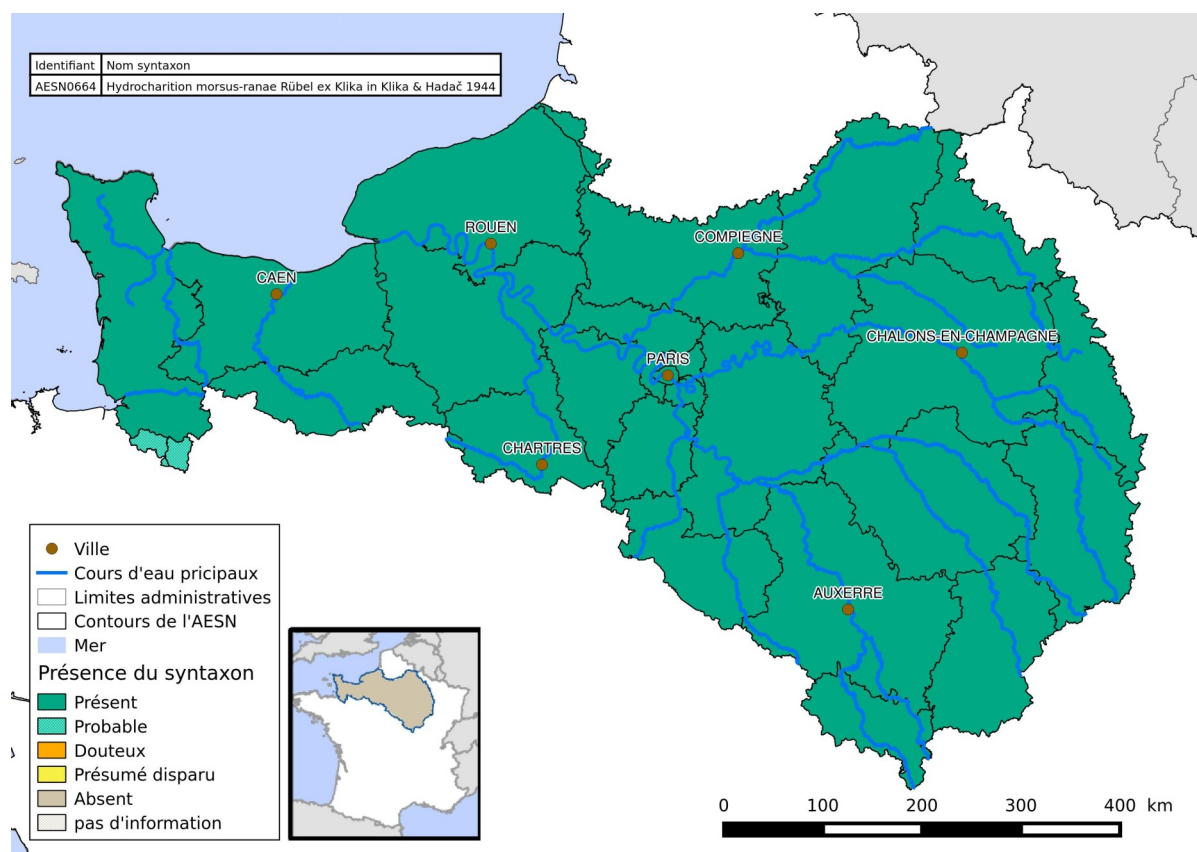 Identifiant Nom syntaxon
AESN0664 Hydrocharition morsus-ranae Rübel ex Klika in Klika & Hadač 1944
ROUEN
COMPIEGNE
CAEN
CHALONS-EN-CHAMPAGNE
PARIS
CHARTRES
AUXERRE
Ville
Cours d'eau pricipaux
Limites administratives
Contours de l'AESN
Mer
Présence du syntaxon
Présent
Probable
Douteux
Présumé disparu
Absent
pas d'information
0 100 200 300 400 km